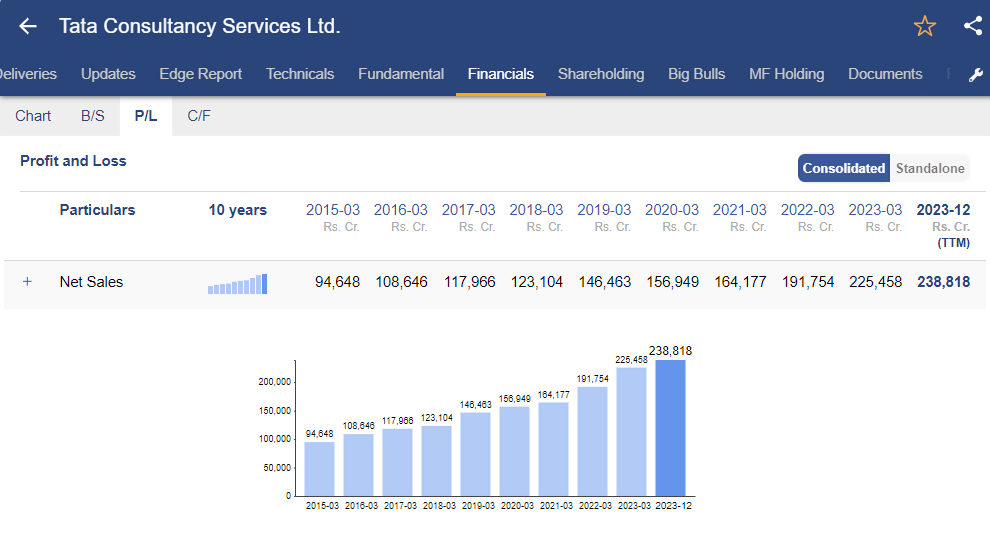 Tata Consultancy Services Ltd.
Deliveries Updates Edge Report Technicals Fundamental Financials Shareholding Big Bulls MF Holding Documents
Chart B/S P/L C/F
Profit and Loss
Consolidated Standalone
Particulars 10 years 2015-03 2016-03 2017-03 2018-03 2019-03 2020-03 2021-03 2022-03 2023-03 2023-12
Rs. Cr. Rs. Cr. Rs. Cr. Rs. Cr. Rs. Cr. Rs. Cr. Rs. Cr. Rs. Cr. Rs. Cr. Rs. Cr.
(TTM)
+ Net Sales 94,648 108,646 117,966 123,104 146,463 156,949 164,177 191,754 225,458 238,818
238,818
225,458
191,754
200,000
164,177
156,949
146,463
150,000
123,104
117,966
108,646
94,648
100,000
50,000
0
2015-03 2016-03 2017-03 2018-03 2019-03 2020-03 2021-03 2022-03 2023-03 2023-12